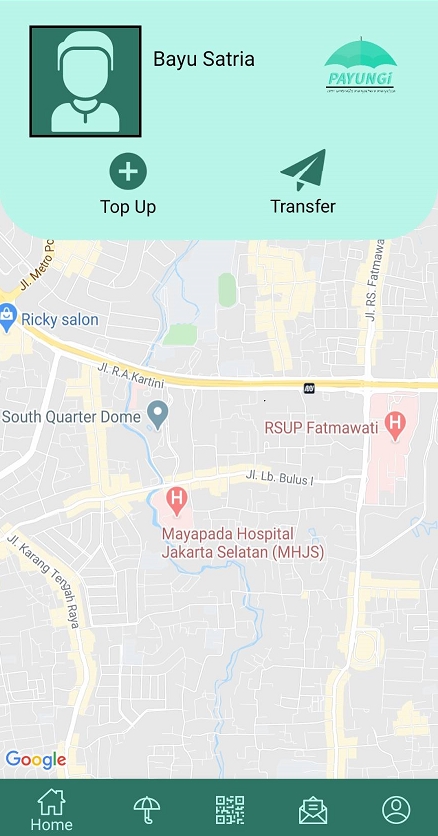 Bayu Satria
PAYUNGi
Top Up
Transfer
Jl. Metro Po
Jl. RS. Fatmawa
Ricky salon
Jl. R.A.Kartini
South Quarter Dome
RSUP Fatmawati
Jl. Lb. Bulus I
Mayapada Hospital
Jakarta Selatan (MHJS)
Jl. Karang Tengah Raya
Google
Home